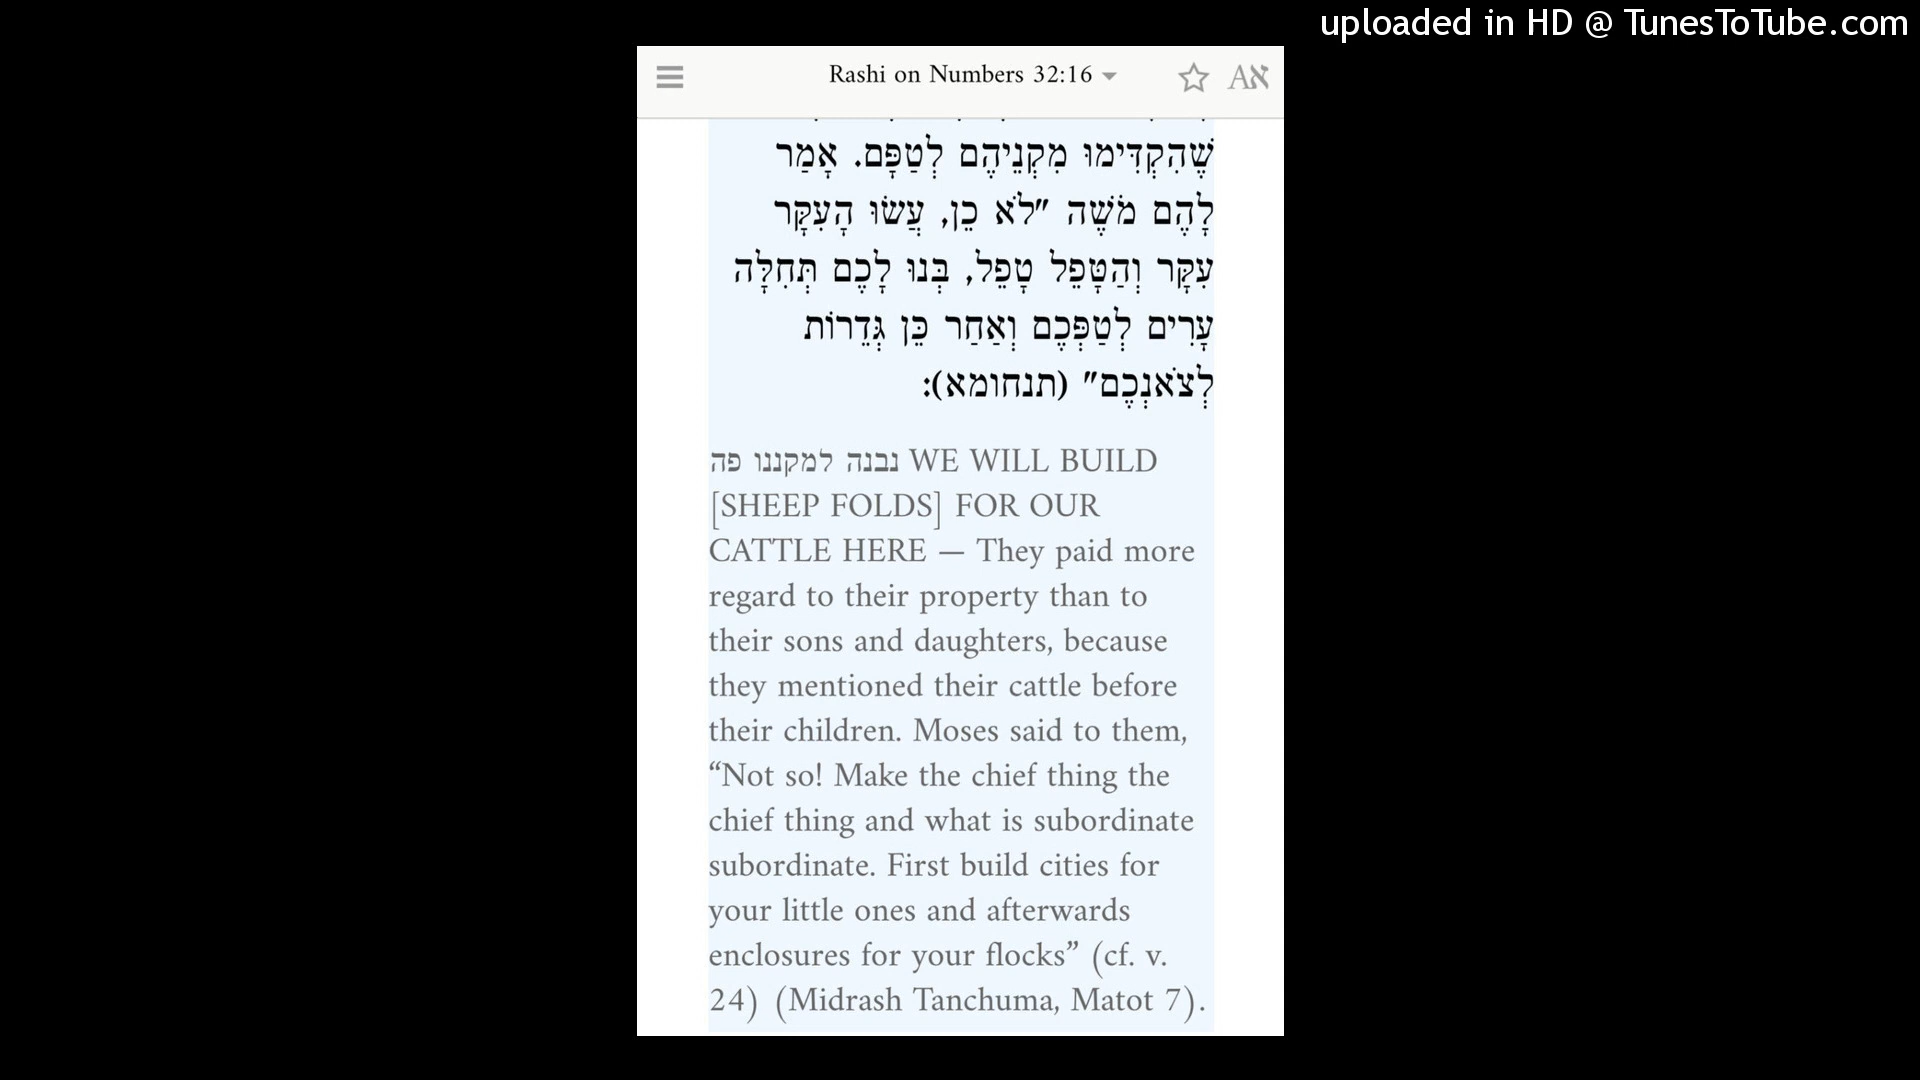 uploaded in HD @ TunesToTube.com
Rashi on Numbers 32:16
Aא
שֶׁהִקְדִּימוּ מִקְנֵיהֶם לְטַפָּם. אָמַר
לָהֶם מֹשֶׁה "לֹא כֵן, עֲשׂוּ הָעִקָּר
עִקָּר וְהַטָּפֵל טָפֵל, בְּנוּ לָכֶם תְּחִלָּה
עָרִים לְטַפְּכֶם וְאַחַר כֵּן גְּדֵרוֹת
לְצֹאנְכֶם" (תנחומא):
נבנה למקננו פה WE WILL BUILD
[SHEEP FOLDS] FOR OUR
CATTLE HERE — They paid more
regard to their property than to
their sons and daughters, because
they mentioned their cattle before
their children. Moses said to them,
“Not so! Make the chief thing the
chief thing and what is subordinate
subordinate. First build cities for
your little ones and afterwards
enclosures for your flocks” (cf. v.
24) (Midrash Tanchuma, Matot 7).